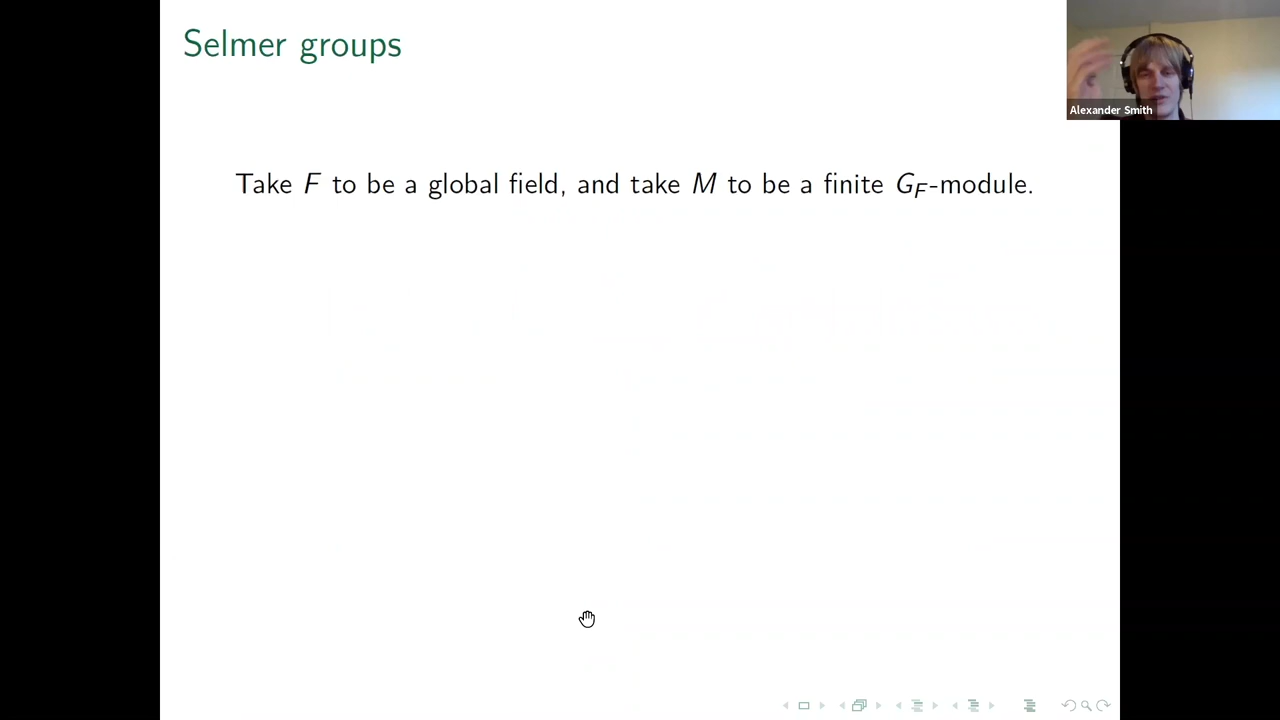 Selmer groups
Alexander Smith
Take F to be a global field, and take M to be a finite G_F-module.